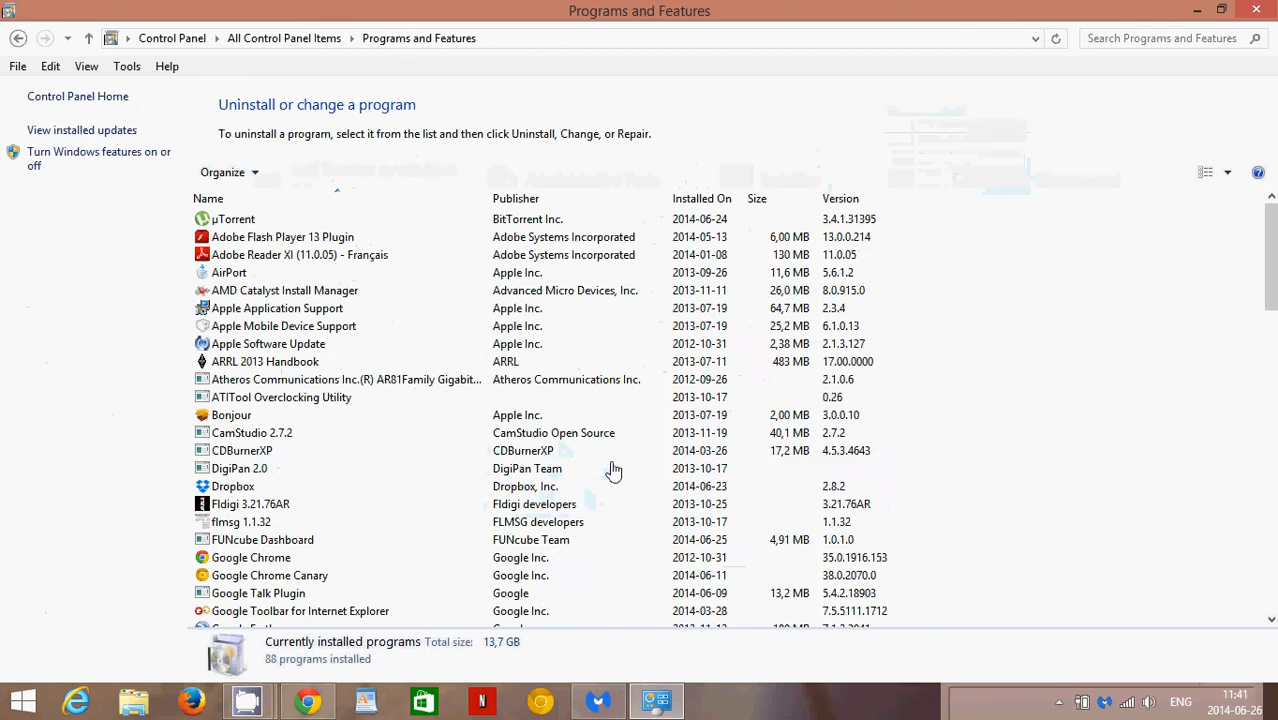 Programs and Features
Control Panel All Control Panel Items Programs and Features Search Programs and Features
File Edit View Tools Help
Control Panel Home
View installed updates
Turn Windows features on or off
Uninstall or change a program
To uninstall a program, select it from the list and then click Uninstall, Change, or Repair.
Organize
Name Publisher Installed On Size Version
µTorrent BitTorrent Inc. 2014-06-24 3.4.1.31395
Adobe Flash Player 13 Plugin Adobe Systems Incorporated 2014-05-13 6,00 MB 13.0.0.214
Adobe Reader XI (11.0.05) - Français Adobe Systems Incorporated 2014-01-08 130 MB 11.0.05
AirPort Apple Inc. 2013-09-26 11,6 MB 5.6.1.2
AMD Catalyst Install Manager Advanced Micro Devices, Inc. 2013-11-11 26,0 MB 8.0.915.0
Apple Application Support Apple Inc. 2013-07-19 64,7 MB 2.3.4
Apple Mobile Device Support Apple Inc. 2013-07-19 25,2 MB 6.1.0.13
Apple Software Update Apple Inc. 2012-10-31 2,38 MB 2.1.3.127
ARRL 2013 Handbook ARRL 2013-07-11 483 MB 17.00.0000
Atheros Communications Inc.(R) AR81Family Gigabit... Atheros Communications Inc. 2012-09-26 2.1.0.6
ATITool Overclocking Utility 2013-10-17 0.26
Bonjour Apple Inc. 2013-07-19 2,00 MB 3.0.0.10
CamStudio 2.7.2 CamStudio Open Source 2013-11-19 40,1 MB 2.7.2
CDBurnerXP CDBurnerXP 2014-03-26 17,2 MB 4.5.3.4643
DigiPan 2.0 DigiPan Team 2013-10-17
Dropbox Dropbox, Inc. 2014-06-23 2.8.2
Fldigi 3.21.76AR Fldigi developers 2013-10-25 3.21.76AR
flmsg 1.1.32 FLMSG developers 2013-10-17 1.1.32
FUNcube Dashboard FUNcube Team 2014-06-25 4,91 MB 1.0.1.0
Google Chrome Google Inc. 2012-10-31 35.0.1916.153
Google Chrome Canary Google Inc. 2014-06-11 38.0.2070.0
Google Talk Plugin Google 2014-06-09 13,2 MB 5.4.2.18903
Google Toolbar for Internet Explorer Google Inc. 2014-03-28 7.5.5111.1712
Currently installed programs Total size: 13,7 GB
88 programs installed
ENG
11:41
2014-06-26